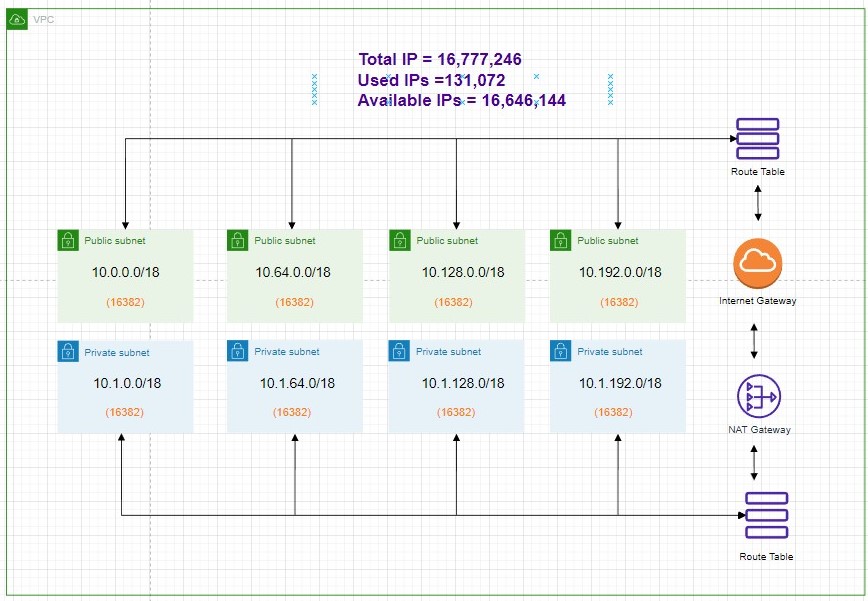 VPC
Total IP = 16,777,246
Used IPs =131,072
Available IPs = 16,646,144
Route Table
Public subnet
10.0.0.0/18
(16382)
Public subnet
10.64.0.0/18
(16382)
Public subnet
10.128.0.0/18
(16382)
Public subnet
10.192.0.0/18
(16382)
Internet Gateway
Private subnet
10.1.0.0/18
(16382)
Private subnet
10.1.64.0/18
(16382)
Private subnet
10.1.128.0/18
(16382)
Private subnet
10.1.192.0/18
(16382)
NAT Gateway
Route Table